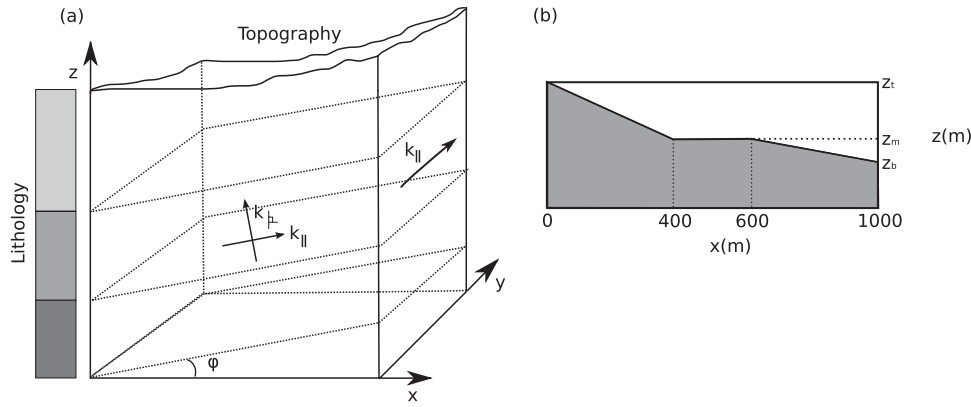 (a)
Topography
z
Lithology
k∥
k╞
k∥
φ
x
y
(b)
zt
zm
zb
z(m)
0
400
600
1000
x(m)